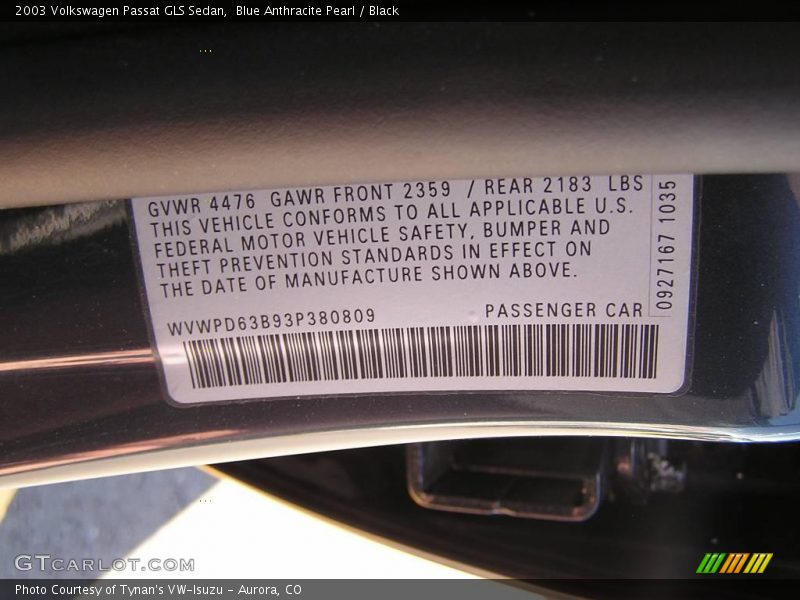 2003 Volkswagen Passat GLS Sedan,  Blue Anthracite Pearl / Black
GVWR 4476 GAWR FRONT 2359 / REAR 2183 LBS
THIS VEHICLE CONFORMS TO ALL APPLICABLE U.S.
FEDERAL MOTOR VEHICLE SAFETY, BUMPER AND
THEFT PREVENTION STANDARDS IN EFFECT ON
THE DATE OF MANUFACTURE SHOWN ABOVE.
WVWPD63B93P380809 PASSENGER CAR
0927167 1035
GTCARLOT.COM
Photo Courtesy of Tynan's VW-Isuzu - Aurora, CO